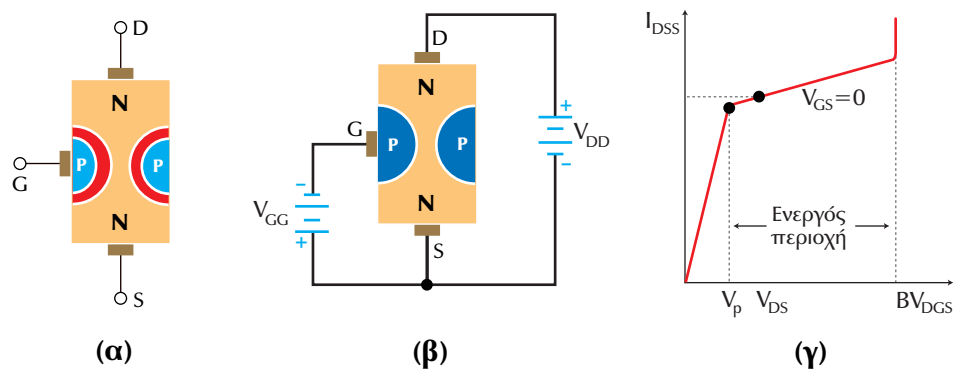 D
N
P
P
G
N
S
(α)
D
N
G
P
P
N
S
-
V_GG
+
+
V_DD
-
(β)
I_DSS
V_GS=0
Ενεργός
περιοχή
V_p
V_DS
BV_DGS
(γ)